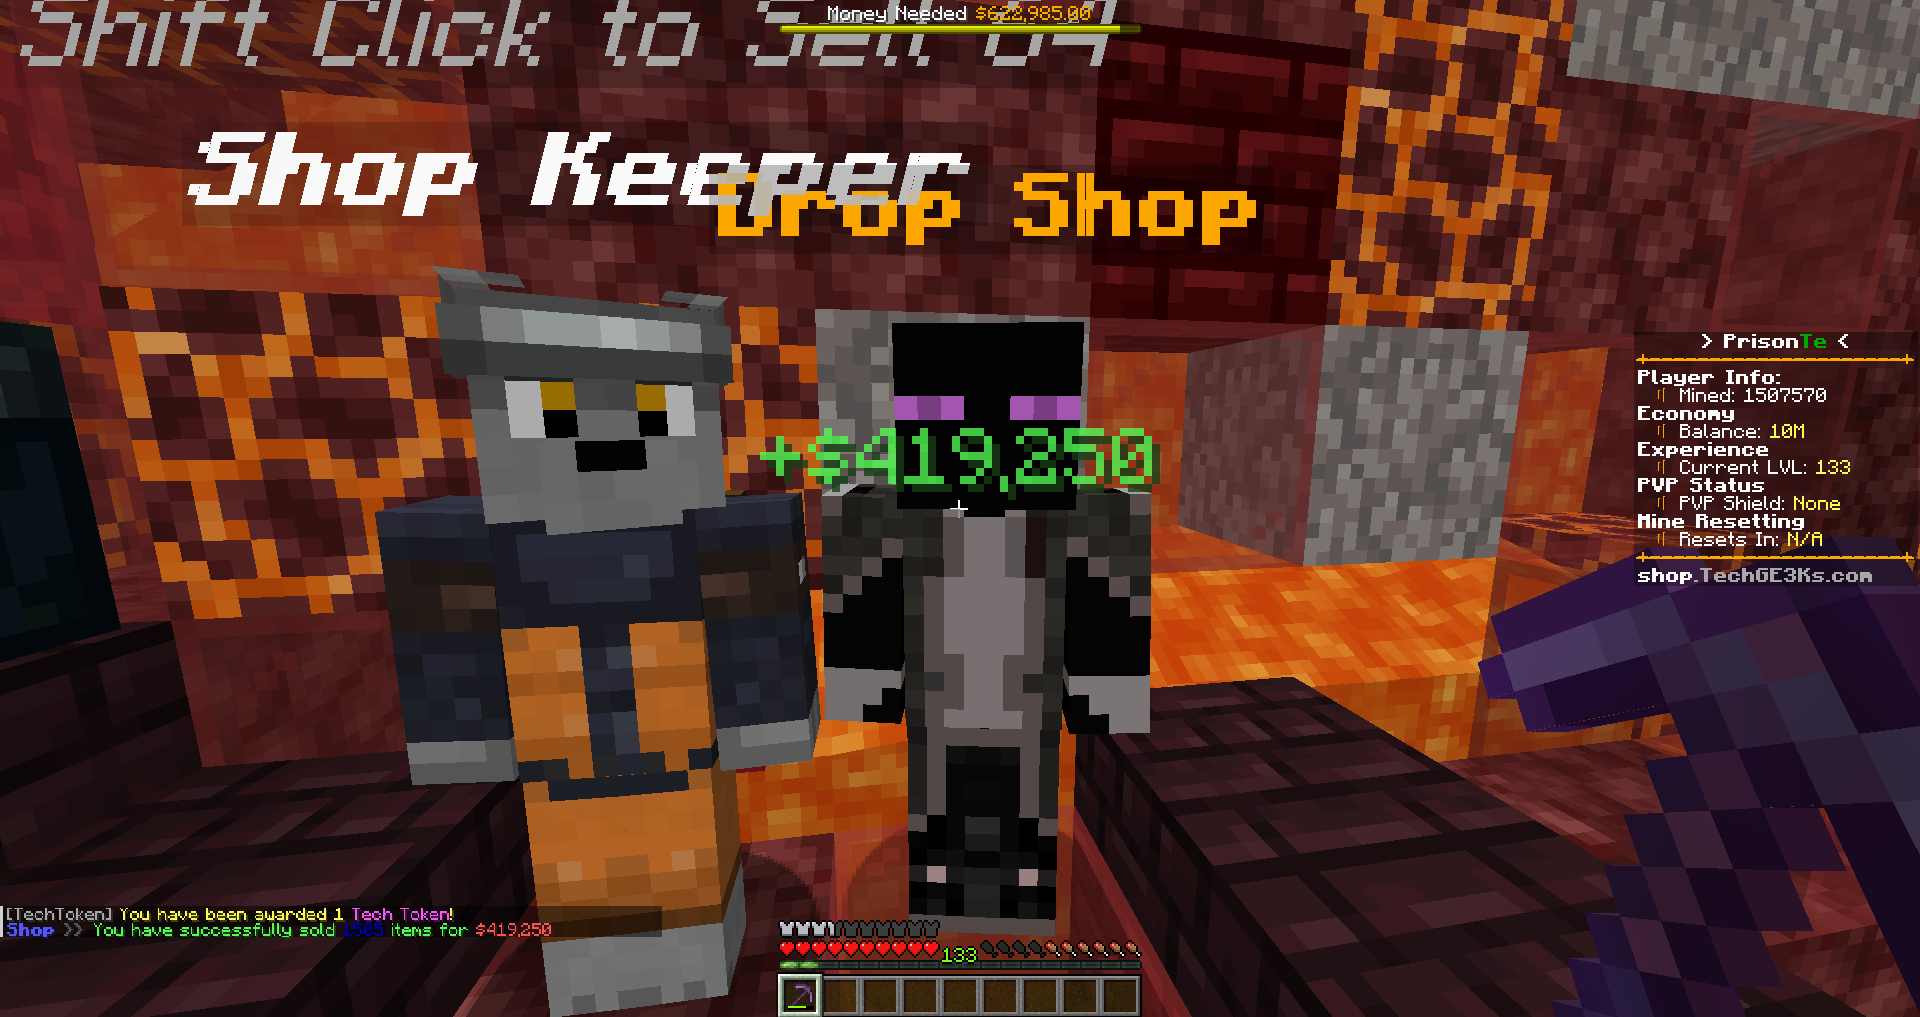 Money Needed $622,985.00
Shift Click to Sell 64
Shop Keeper
Drop Shop
+$419,250
> PrisonTe <
Player Info:
Mined: 1507570
Economy
Balance: 10M
Experience
Current LVL: 133
PVP Status
PVP Shield: None
Mine Resetting
Resets In: N/A
shop.TechGE3Ks.com
[TechToken] You have been awarded 1 Tech Token!
Shop >> You have successfully sold 1505 items for $419,250
133